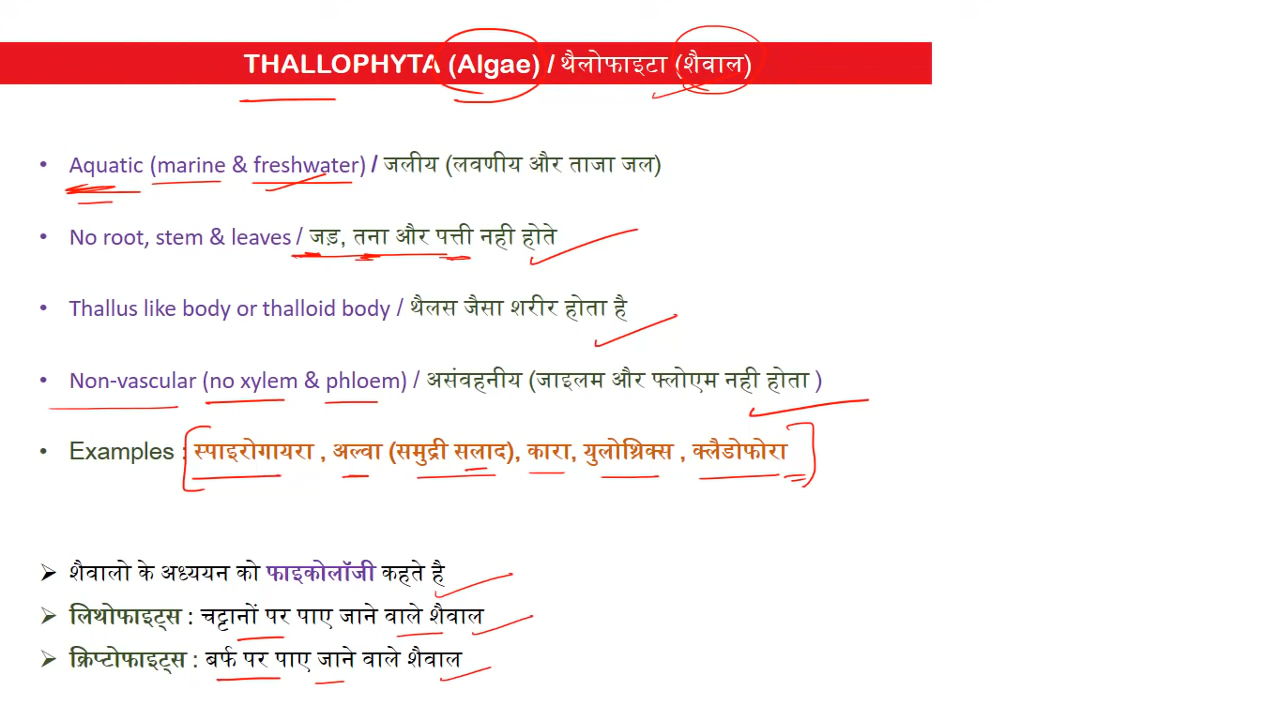 THALLOPHYTA (Algae) / थैलोफाइटा (शैवाल)
• Aquatic (marine & freshwater) / जलीय (लवणीय और ताजा जल)
• No root, stem & leaves / जड़, तना और पत्ती नही होते
• Thallus like body or thalloid body / थैलस जैसा शरीर होता है
• Non-vascular (no xylem & phloem) / असंवहनीय (जाइलम और फ्लोएम नही होता )
• Examples : स्पाइरोगायरा , अल्वा (समुद्री सलाद), कारा, युलोथ्रिक्स , क्लैडोफोरा
➢ शैवालो के अध्ययन को फाइकोलॉजी कहते है
➢ लिथोफाइट्स : चट्टानों पर पाए जाने वाले शैवाल
➢ क्रिप्टोफाइट्स : बर्फ पर पाए जाने वाले शैवाल